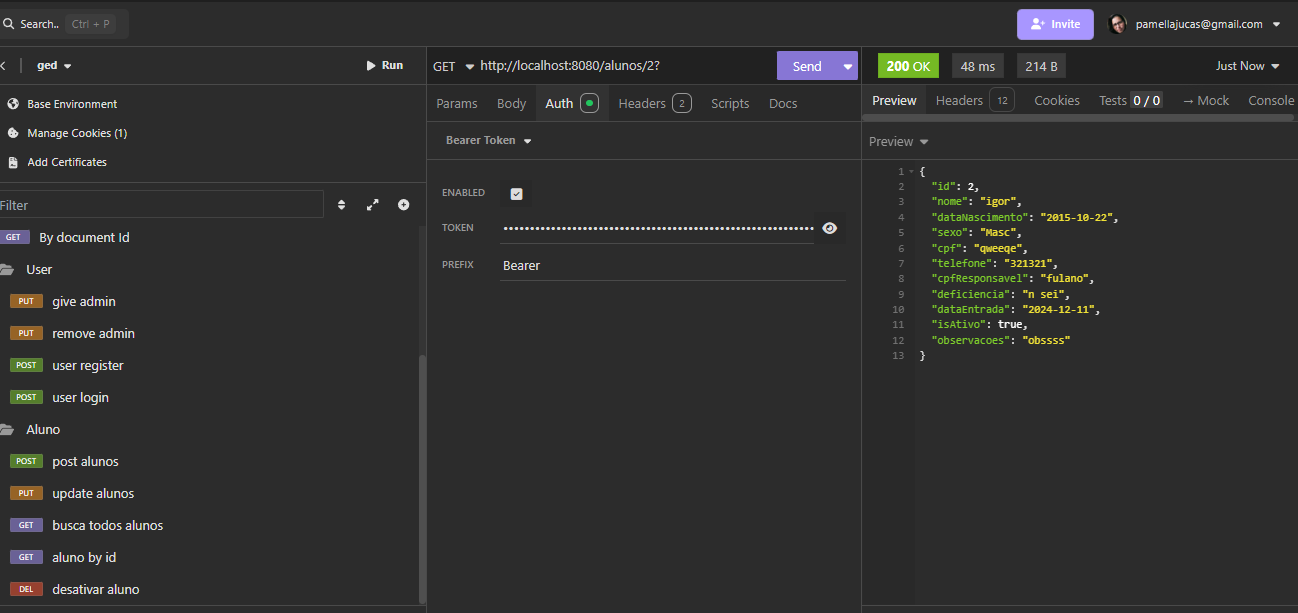 Search.. Ctrl + P
Invite
pamellajucas@gmail.com
ged
Run
Base Environment
Manage Cookies (1)
Add Certificates
Filter
GET By document Id
User
PUT give admin
PUT remove admin
POST user register
POST user login
Aluno
POST post alunos
PUT update alunos
GET busca todos alunos
GET aluno by id
DEL desativar aluno
GET http://localhost:8080/alunos/2?
Send
Params Body Auth Headers 2 Scripts Docs
Bearer Token
ENABLED
TOKEN
PREFIX Bearer
200 OK 48 ms 214 B Just Now
Preview Headers 12 Cookies Tests 0 / 0 → Mock Console
Preview
1 {
2 "id": 2,
3 "nome": "igor",
4 "dataNascimento": "2015-10-22",
5 "sexo": "Masc",
6 "cpf": "qweeqe",
7 "telefone": "321321",
8 "cpfResponsavel": "fulano",
9 "deficiencia": "n sei",
10 "dataEntrada": "2024-12-11",
11 "isAtivo": true,
12 "observacoes": "obssss"
13 }